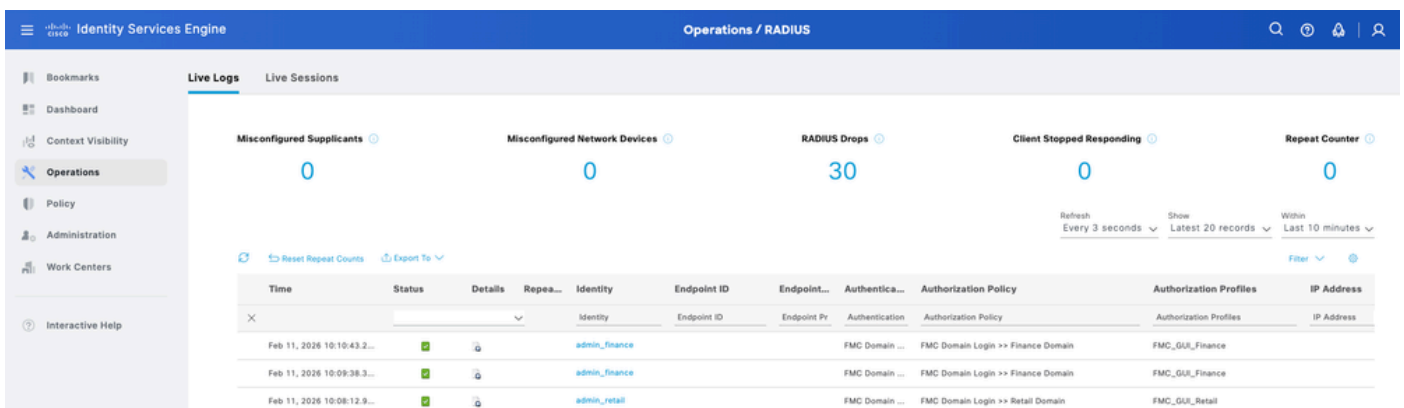 cisco Identity Services Engine
Operations / RADIUS
Bookmarks
Dashboard
Context Visibility
Operations
Policy
Administration
Work Centers
Interactive Help
Live Logs Live Sessions
Misconfigured Supplicants Misconfigured Network Devices RADIUS Drops Client Stopped Responding Repeat Counter
0 0 30 0 0
Refresh Show Within
Every 3 seconds Latest 20 records Last 10 minutes
Reset Repeat Counts Export To Filter
Time Status Details Repea... Identity Endpoint ID Endpoint... Authentica... Authorization Policy Authorization Profiles IP Address
Identity Endpoint ID Endpoint Pr Authentication Authorization Policy Authorization Profiles IP Address
Feb 11, 2026 10:10:43.2... admin_finance FMC Domain ... FMC Domain Login >> Finance Domain FMC_GUI_Finance
Feb 11, 2026 10:09:38.3... admin_finance FMC Domain ... FMC Domain Login >> Finance Domain FMC_GUI_Finance
Feb 11, 2026 10:08:12.9... admin_retail FMC Domain ... FMC Domain Login >> Retail Domain FMC_GUI_Retail